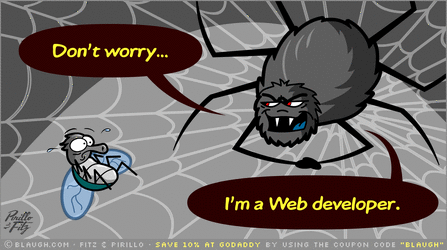 Don't worry...
I'm a Web developer.
Pirillo
& Fitz
© BLAUGH.COM - FITZ & PIRILLO - SAVE 10% AT GODADDY BY USING THE COUPON CODE "BLAUGH"